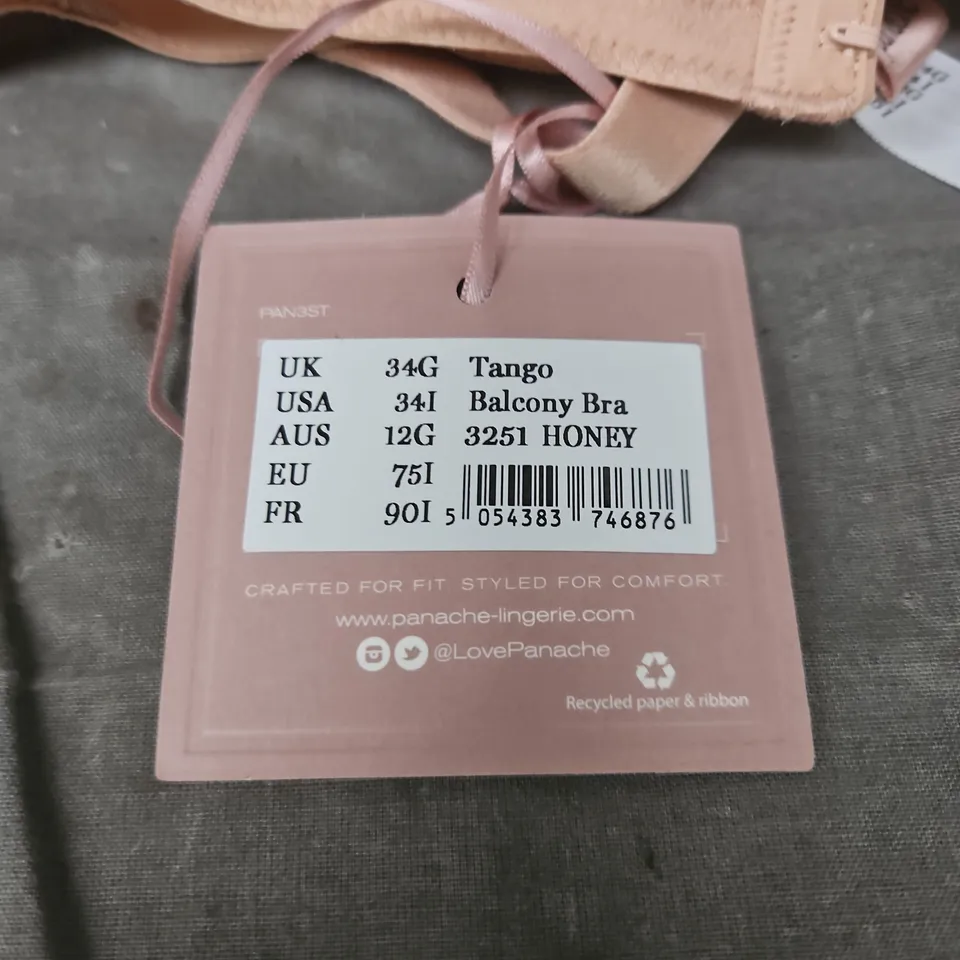 PAN3ST
UK 34G Tango
USA 34I Balcony Bra
AUS 12G 3251 HONEY
EU 75I
FR 90I 5 054383 746876
CRAFTED FOR FIT STYLED FOR COMFORT
www.panache-lingerie.com
@LovePanache
Recycled paper & ribbon